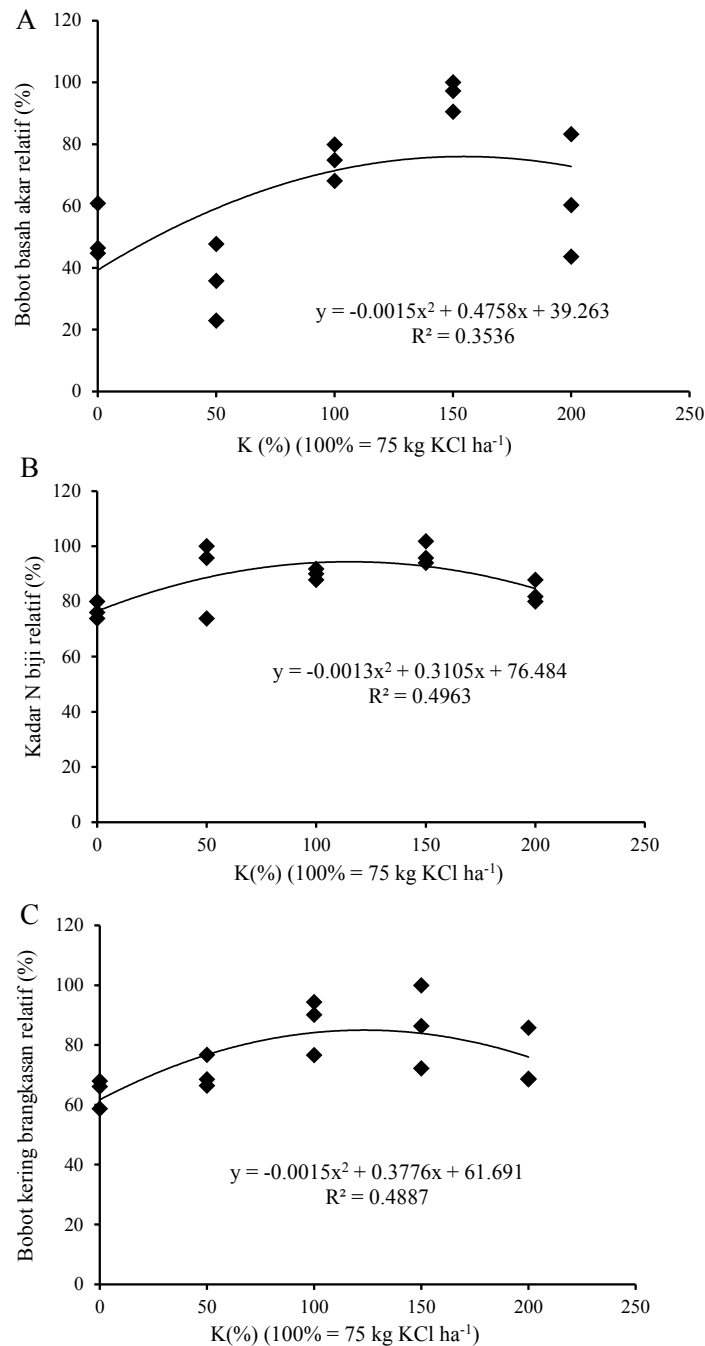 A
120
100
80
60
40
20
0
Bobot basah akar relatif (%)
y = -0.0015x² + 0.4758x + 39.263
R² = 0.3536
0 50 100 150 200 250
K (%) (100% = 75 kg KCl ha⁻¹)
B
120
100
80
60
40
20
0
Kadar N biji relatif (%)
y = -0.0013x² + 0.3105x + 76.484
R² = 0.4963
0 50 100 150 200 250
K(%) (100% = 75 kg KCl ha⁻¹)
C
120
100
80
60
40
20
0
Bobot kering brangkasan relatif (%)
y = -0.0015x² + 0.3776x + 61.691
R² = 0.4887
0 50 100 150 200 250
K(%) (100% = 75 kg KCl ha⁻¹)